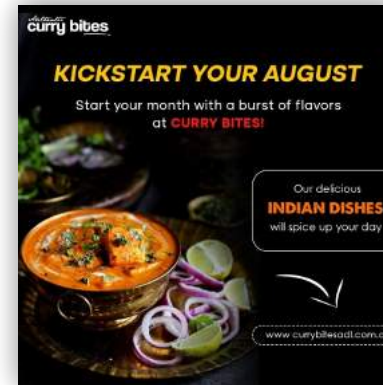 Authentic
curry bites
KICKSTART YOUR AUGUST
Start your month with a burst of flavors
at CURRY BITES!
Our delicious
INDIAN DISHES
will spice up your day
www.currybitesadl.com.a